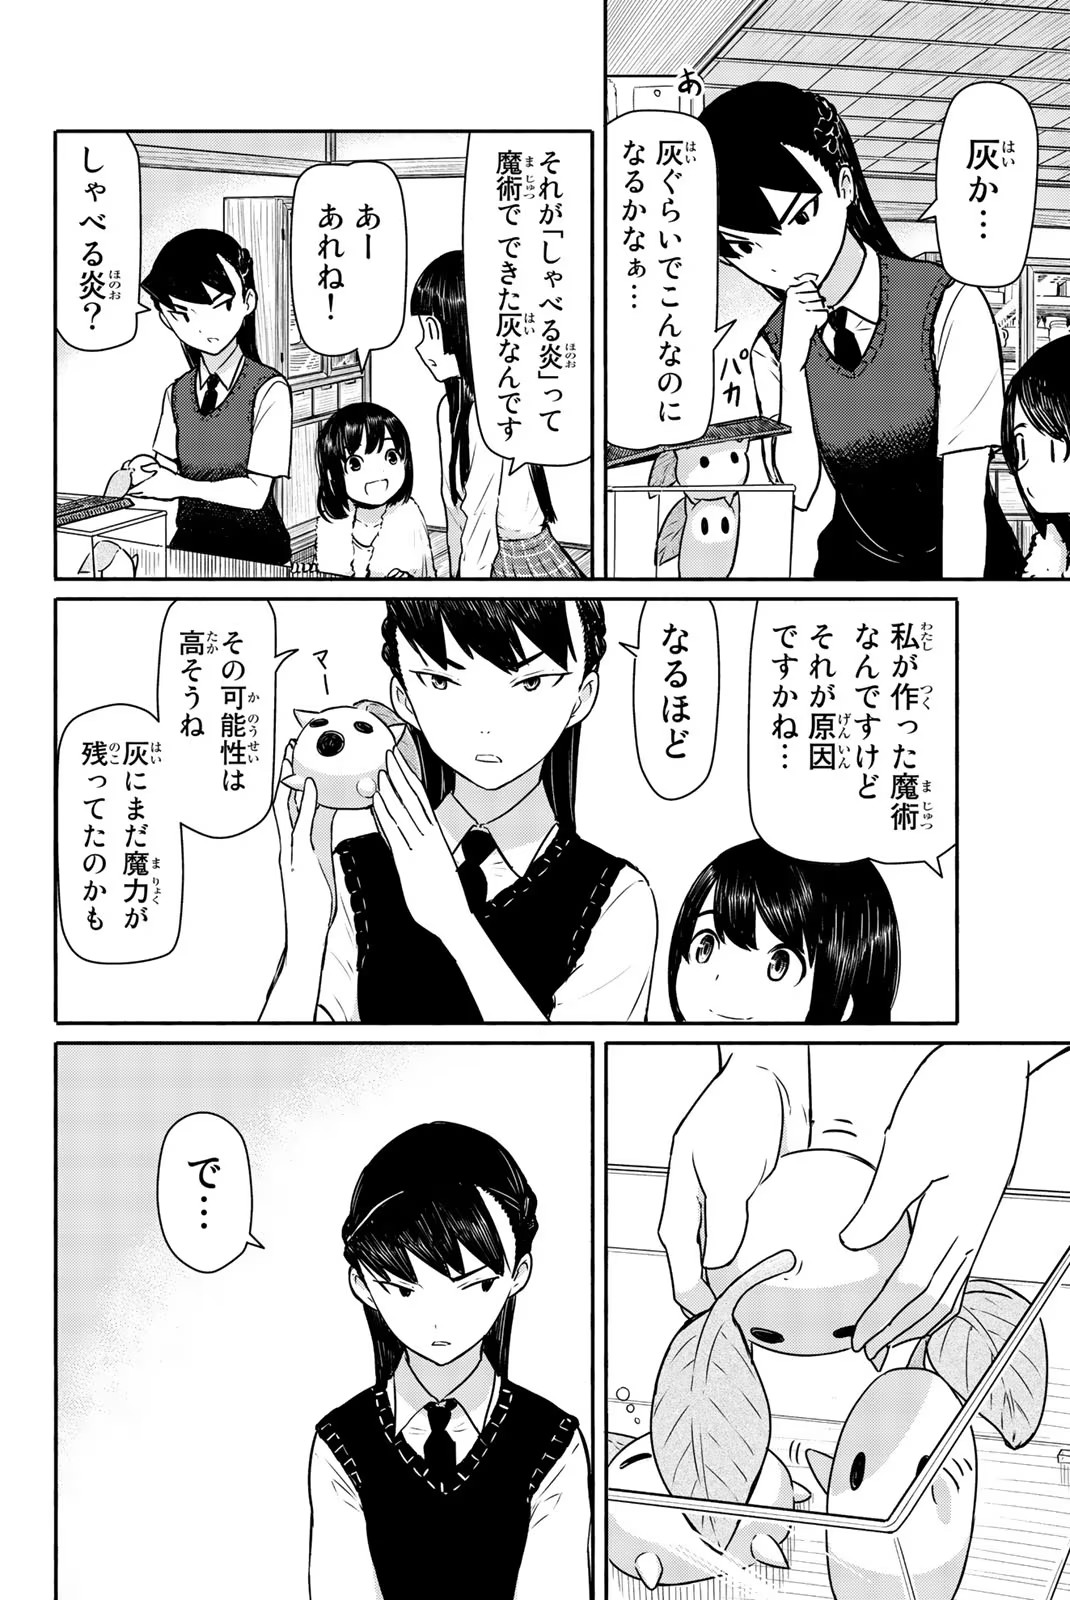 灰か…
あ
灰ぐらいでこんなのに
なるかなぁ…
パカ
それが「しゃべる炎」って
魔術で できた灰なんです
あー
あれね!
しゃべる炎?
私が作った魔術
なんですけど
それが原因
ですかね…
なるほど
マー
その可能性は
高そうね
灰にまだ魔力が
残ってたのかも
で…